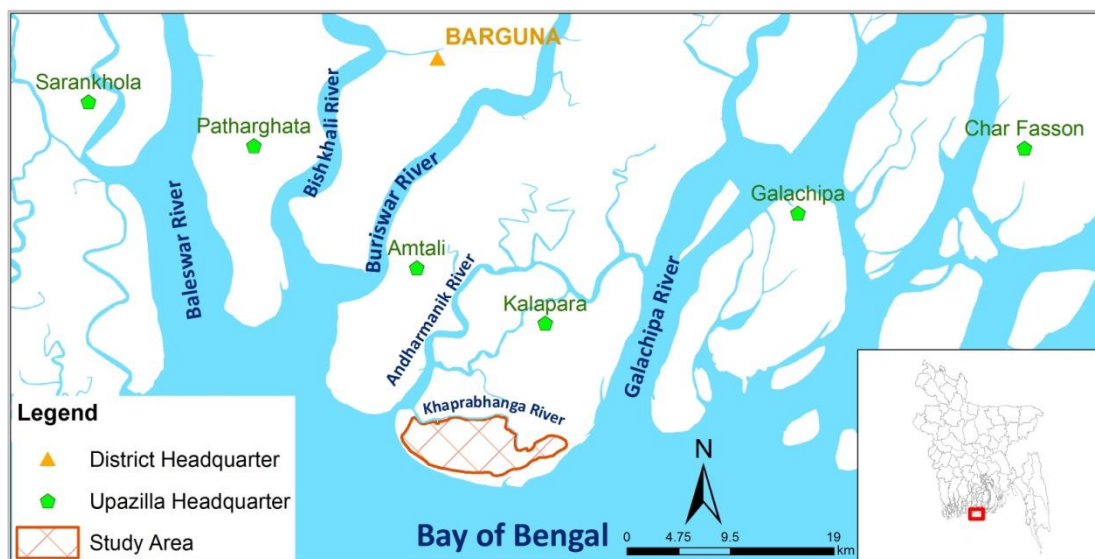 BARGUNA
Sarankhola
Patharghata
Bishkhali River
Char Fasson
Buriswar River
Galachipa
Baleswar River
Amtali
Andharmanik River
Kalapara
Galachipa River
Khaprabhanga River
Legend
District Headquarter
Upazilla Headquarter
Study Area
N
Bay of Bengal
0 4.75 9.5 19
km